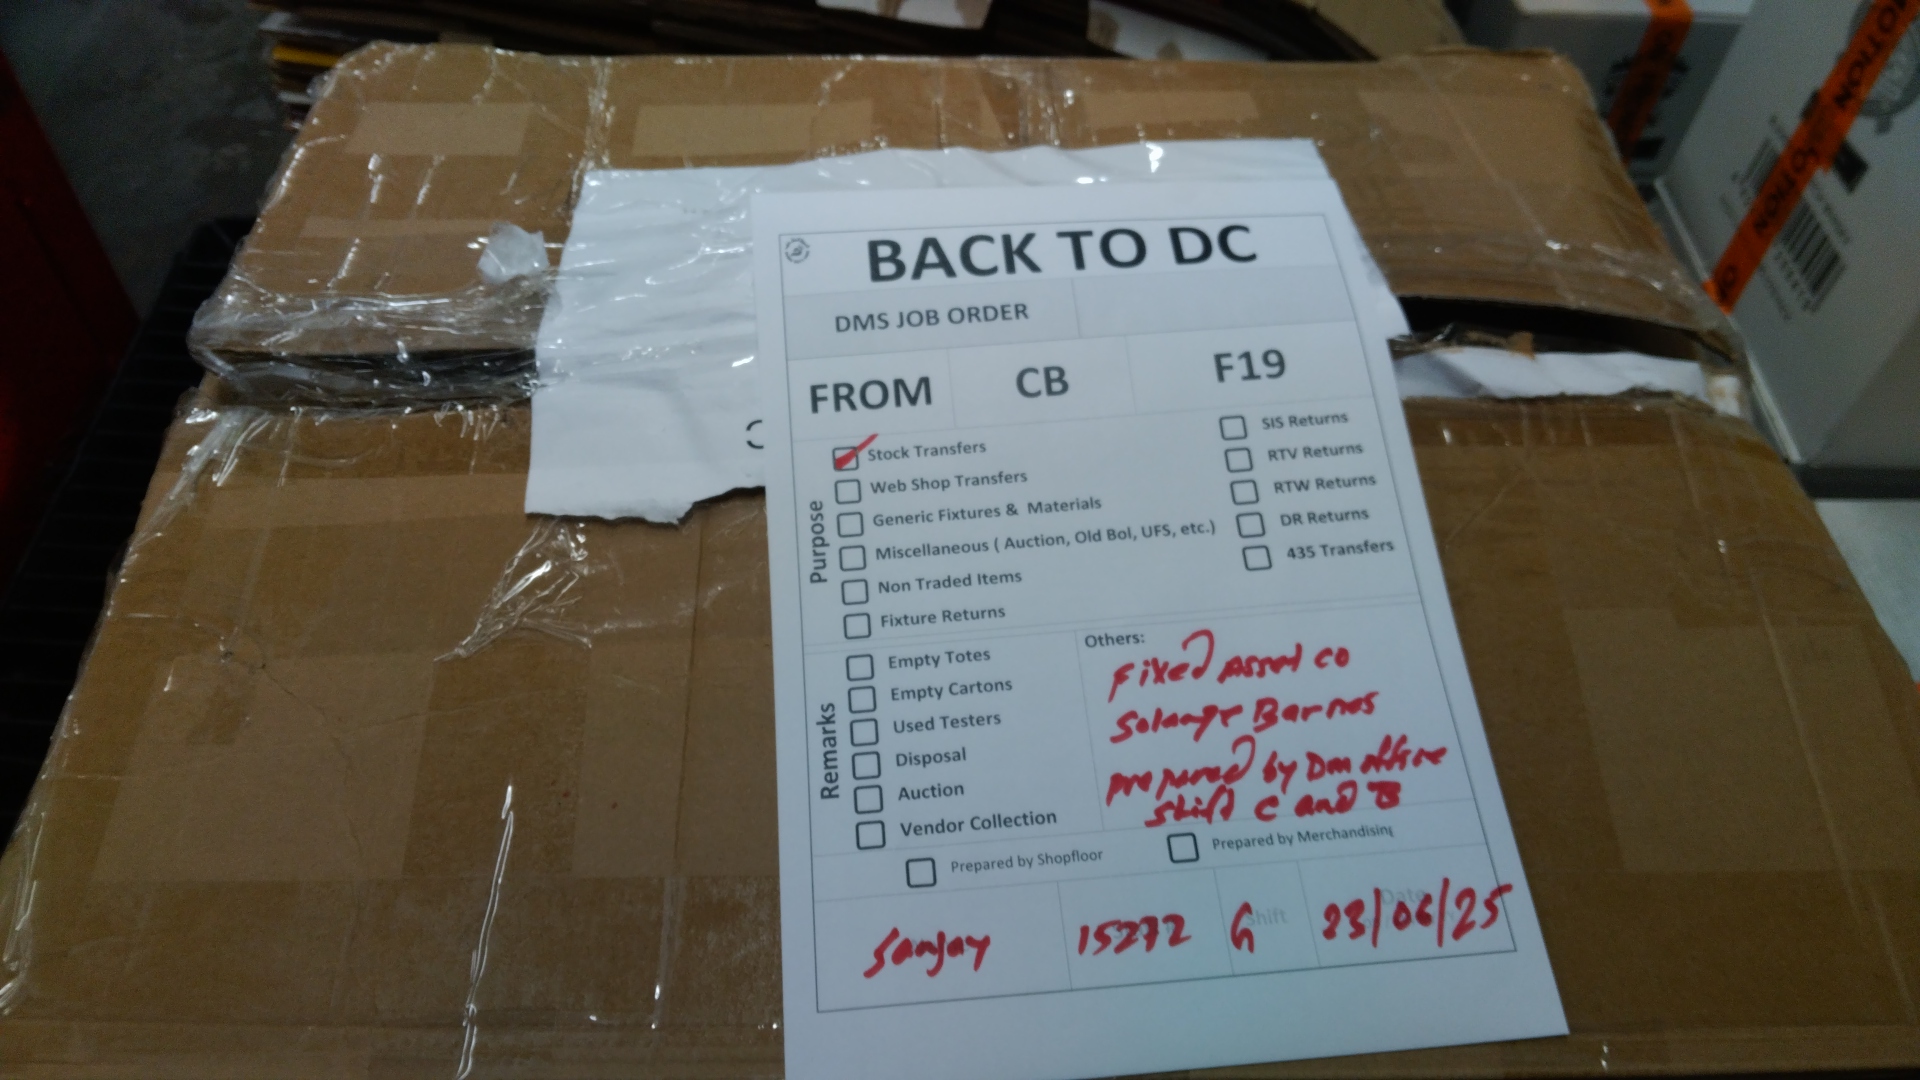 BACK TO DC
DMS JOB ORDER
FROM CB F19
Purpose
Stock Transfers
Web Shop Transfers
Generic Fixtures & Materials
Miscellaneous ( Auction, Old Bol, UFS, etc.)
Non Traded Items
Fixture Returns
SIS Returns
RTV Returns
RTW Returns
DR Returns
435 Transfers
Remarks
Empty Totes
Empty Cartons
Used Testers
Disposal
Auction
Vendor Collection
Others:
Fixed Asset CO
Solange Barnes
prepared by Dm office
shift C and B
Prepared by Shopfloor
Prepared by Merchandising
Sanjay 15272 G Shift 23/06/25 Date